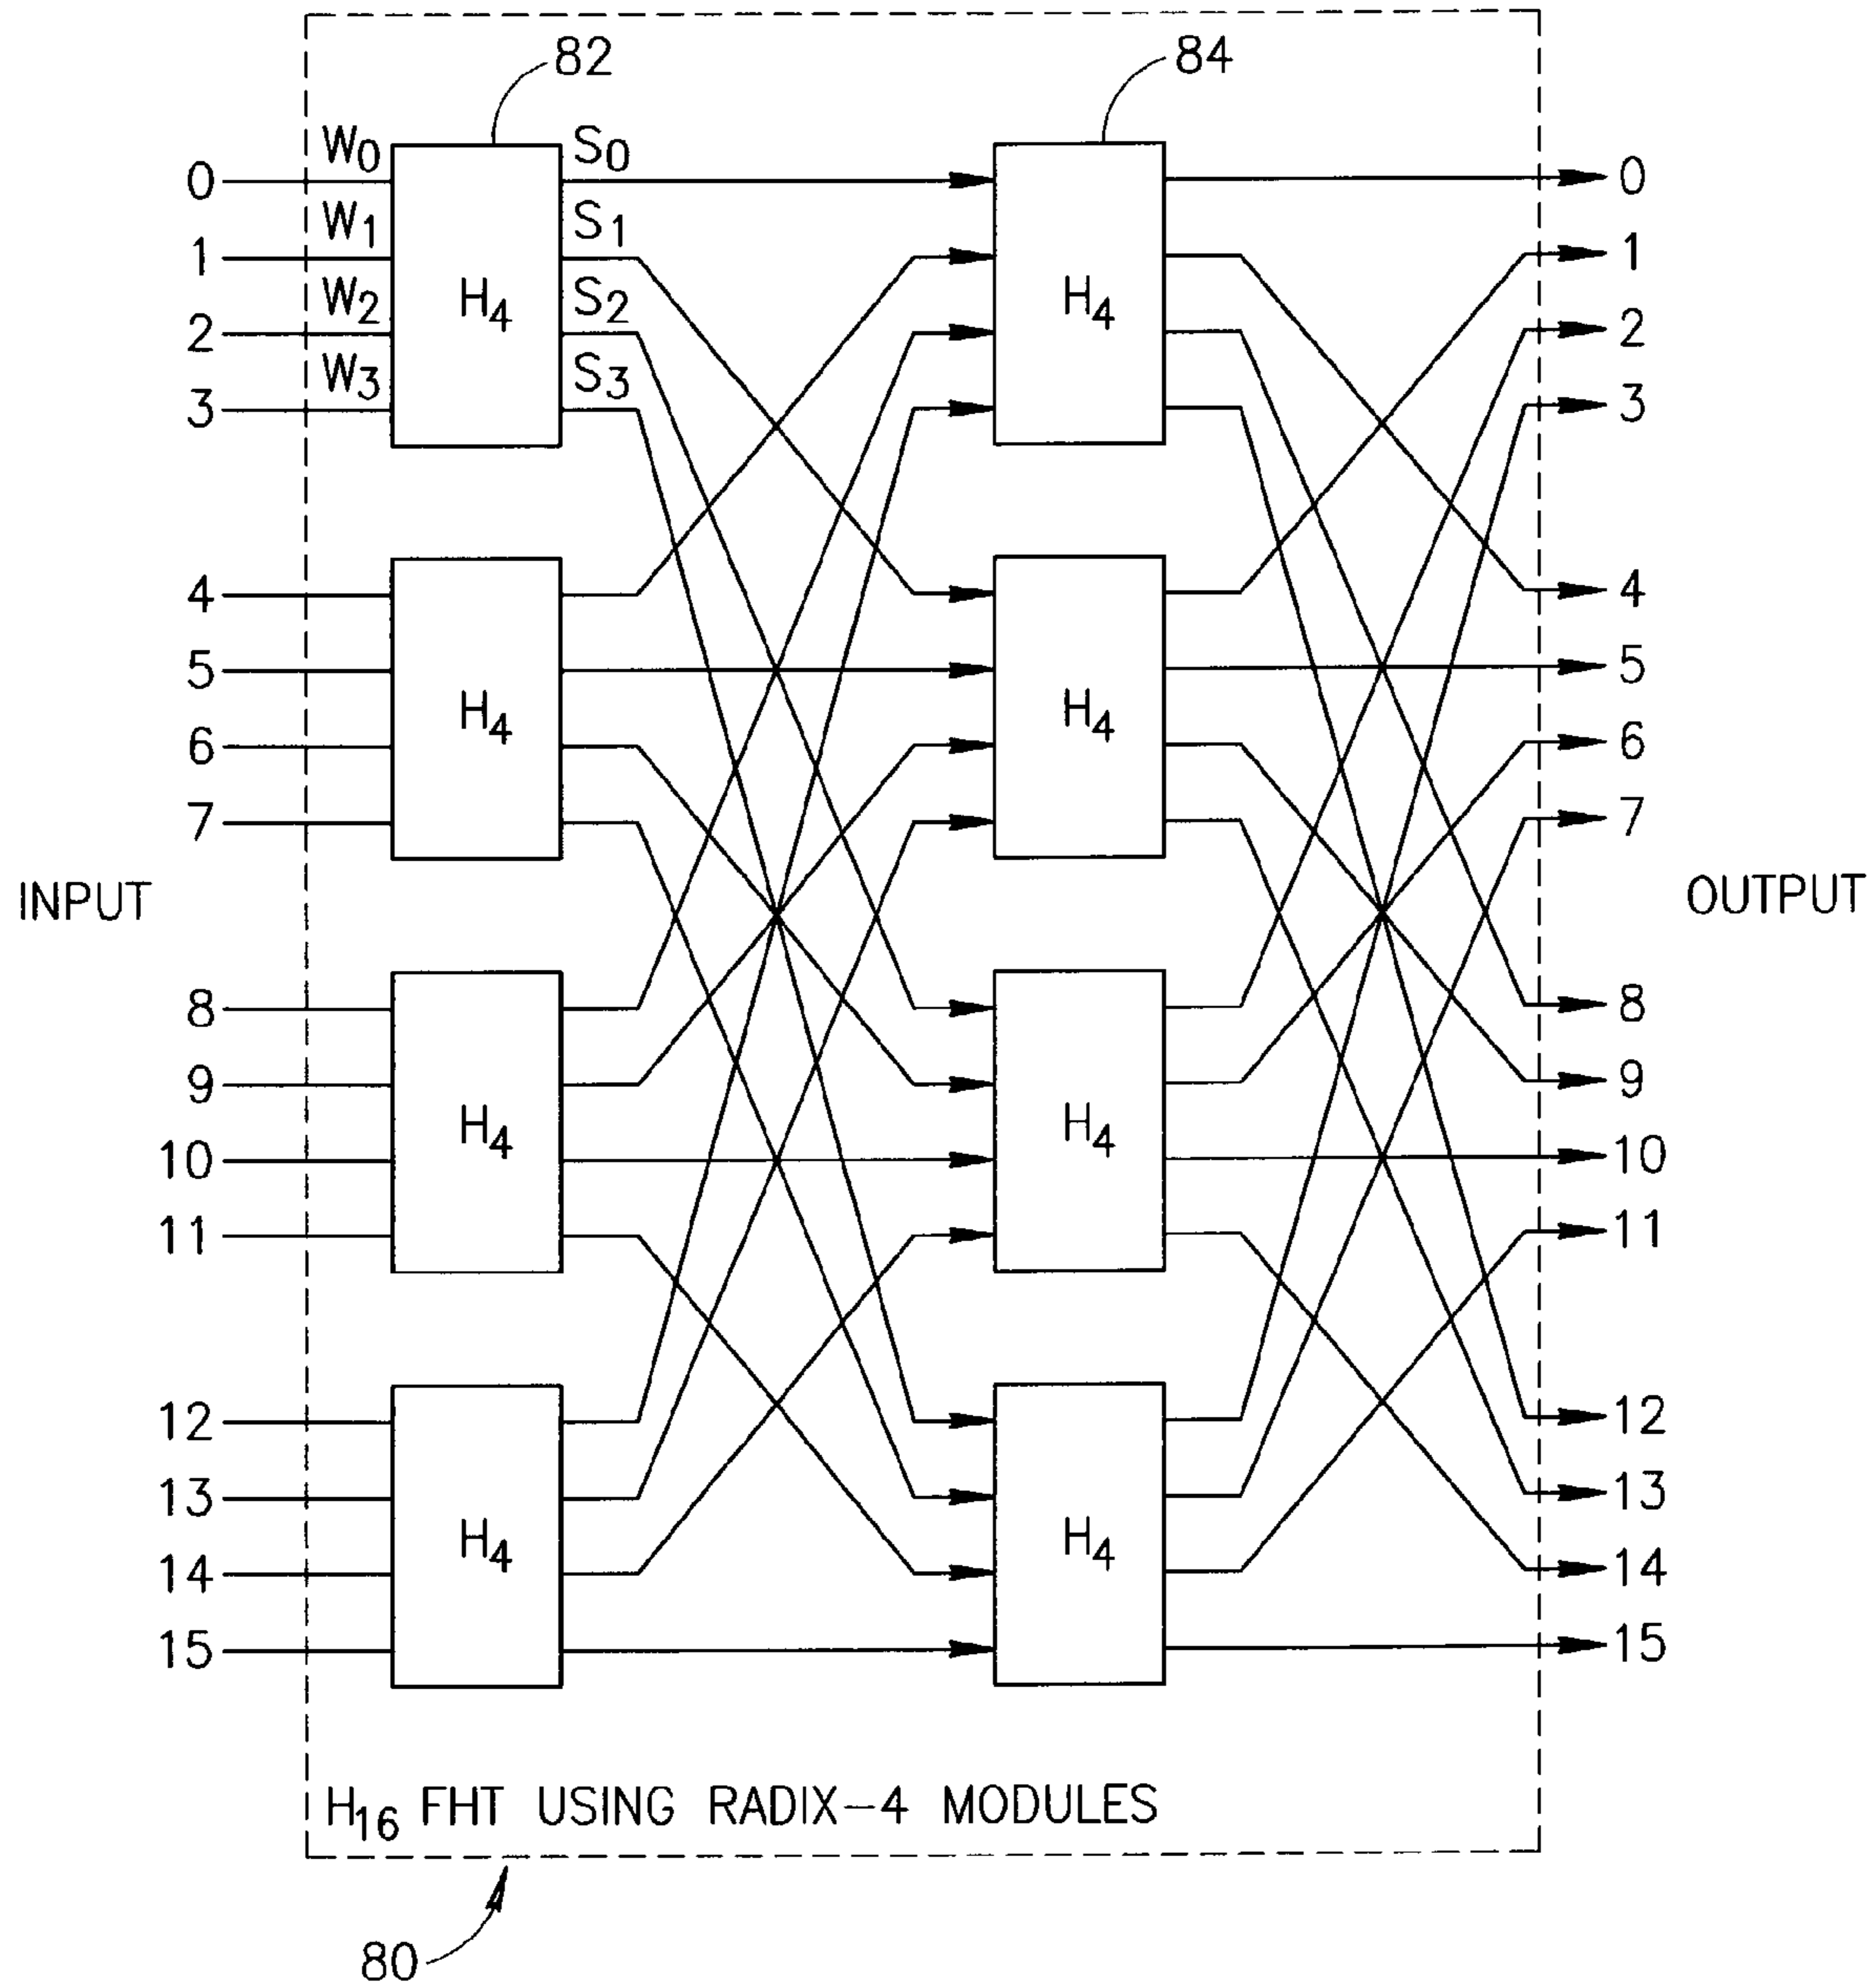 82
84
W0 S0
0 0
W1 S1
1 1
W2 H4 S2 H4
2 2
W3 S3
3 3
4 4
5 5
H4 H4
6 6
7 7
INPUT OUTPUT
8 8
9 9
H4 H4
10 10
11 11
12 12
13 13
H4 H4
14 14
15 15
H16 FHT USING RADIX-4 MODULES
80